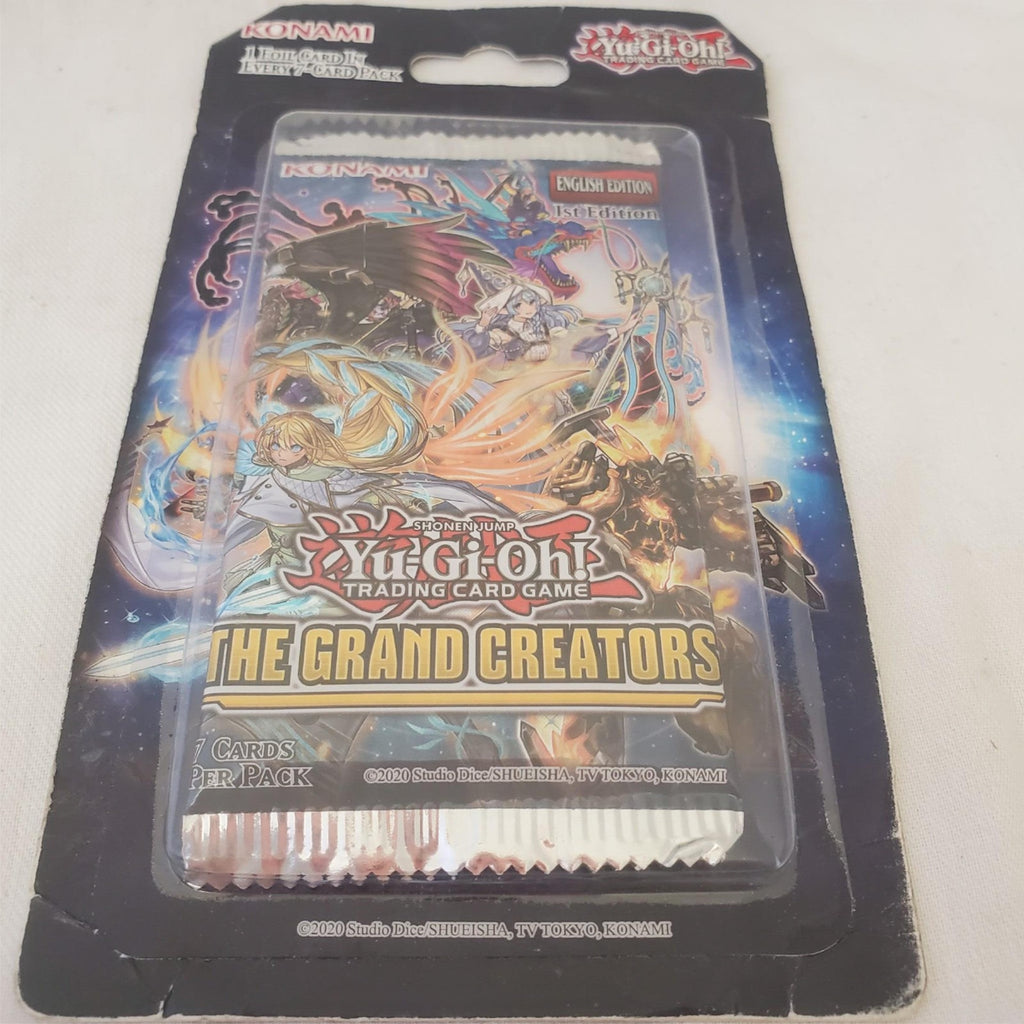 KONAMI
1 Foil Card In
Every 7-Card Pack
Yu-Gi-Oh!
TRADING CARD GAME
KONAMI
ENGLISH EDITION
1st Edition
SHONEN JUMP
Yu-Gi-Oh!
TRADING CARD GAME
THE GRAND CREATORS
7 Cards
Per Pack
©2020 Studio Dice/SHUEISHA, TV TOKYO, KONAMI
©2020 Studio Dice/SHUEISHA, TV TOKYO, KONAMI